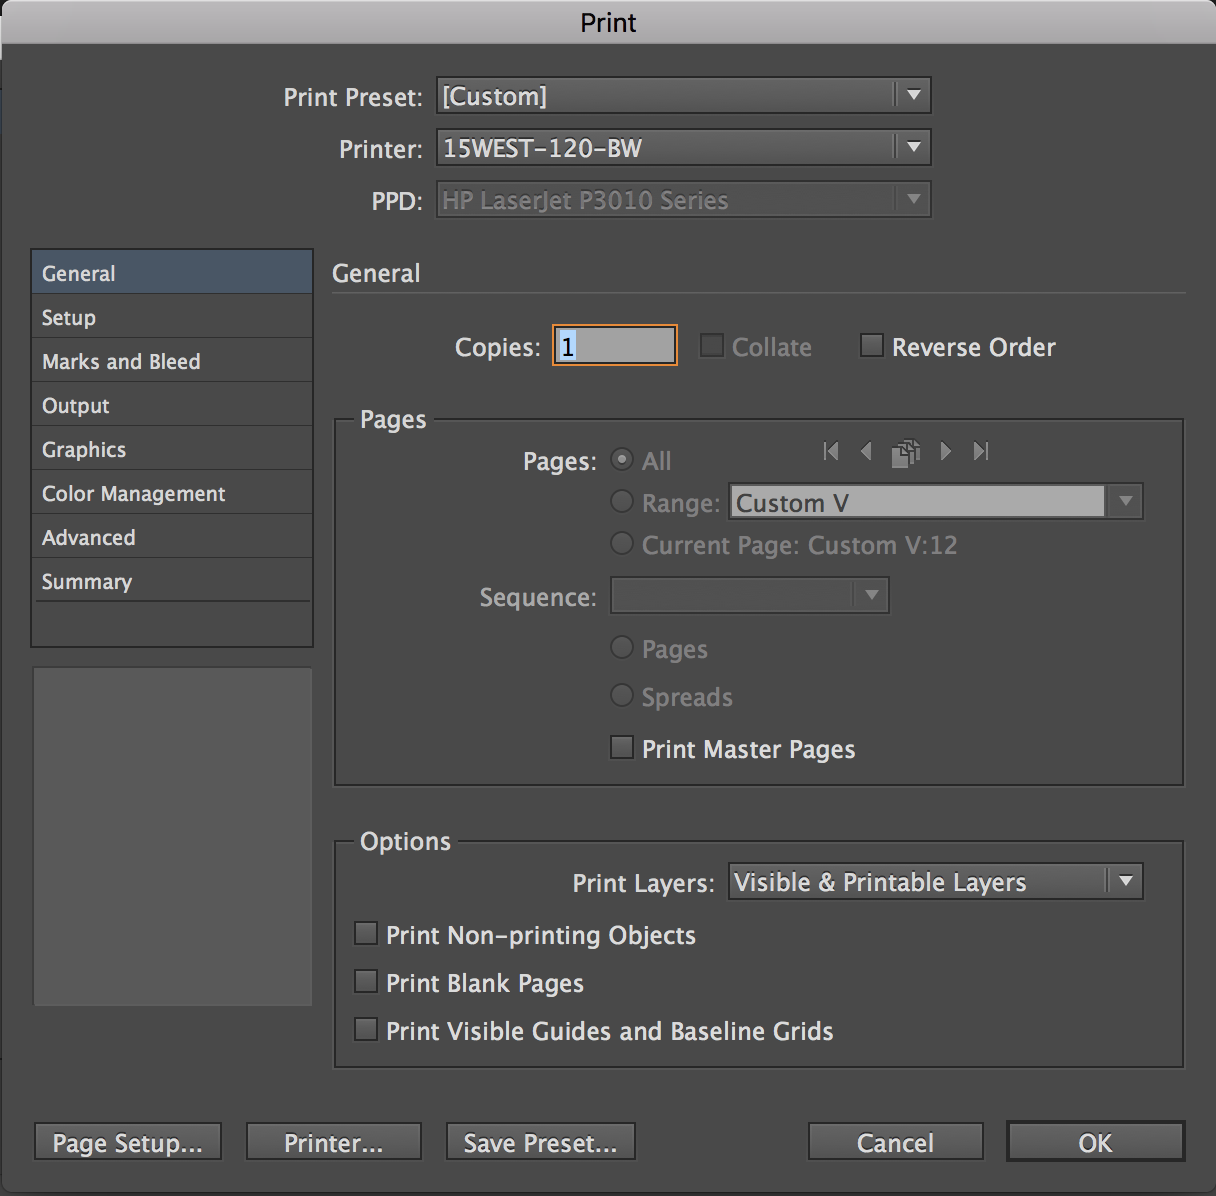 Print
Print Preset: [Custom]
Printer: 15WEST-120-BW
PPD: HP LaserJet P3010 Series
General
Setup
Marks and Bleed
Output
Graphics
Color Management
Advanced
Summary
General
Copies: 1 Collate Reverse Order
Pages
Pages: All
Range: Custom V
Current Page: Custom V:12
Sequence:
Pages
Spreads
Print Master Pages
Options
Print Layers: Visible & Printable Layers
Print Non-printing Objects
Print Blank Pages
Print Visible Guides and Baseline Grids
Page Setup... Printer... Save Preset... Cancel OK